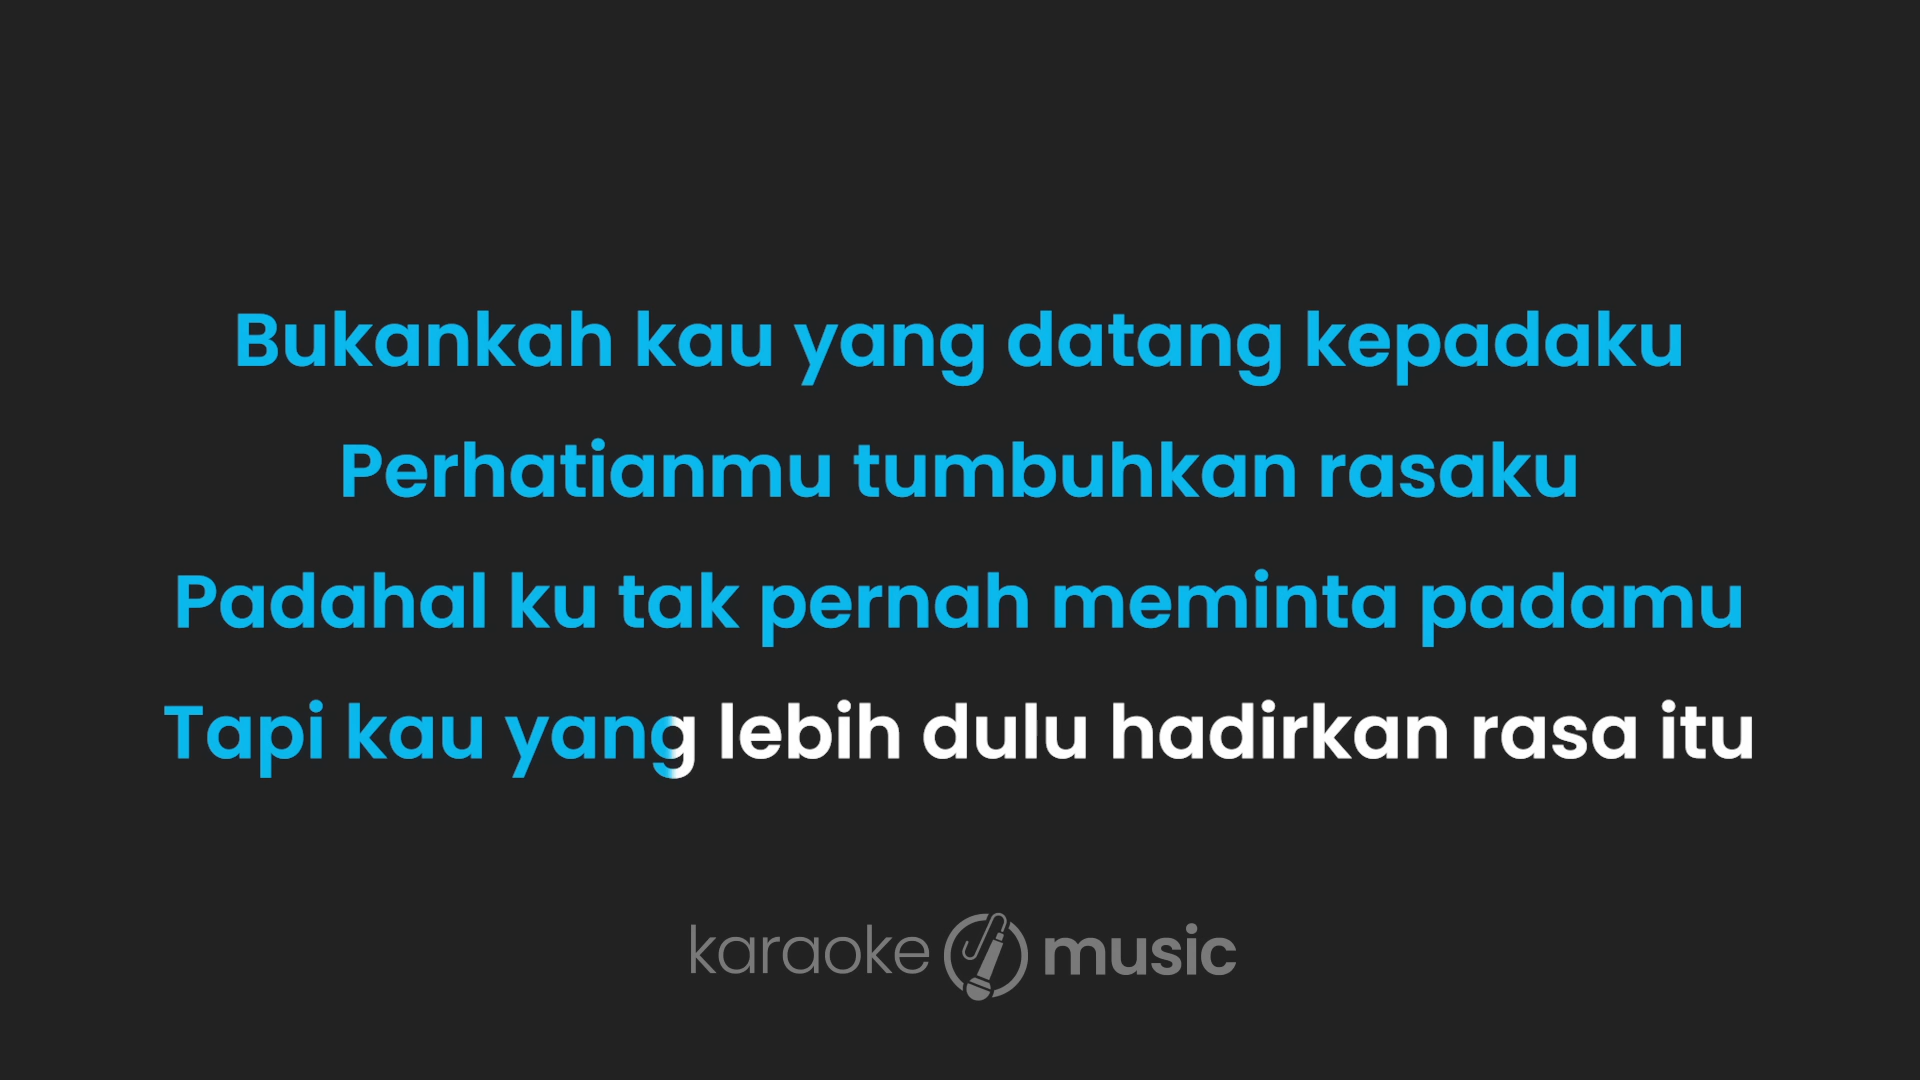 Bukankah kau yang datang kepadaku
Perhatianmu tumbuhkan rasaku
Padahal ku tak pernah meminta padamu
Tapi kau yang lebih dulu hadirkan rasa itu
karaoke music